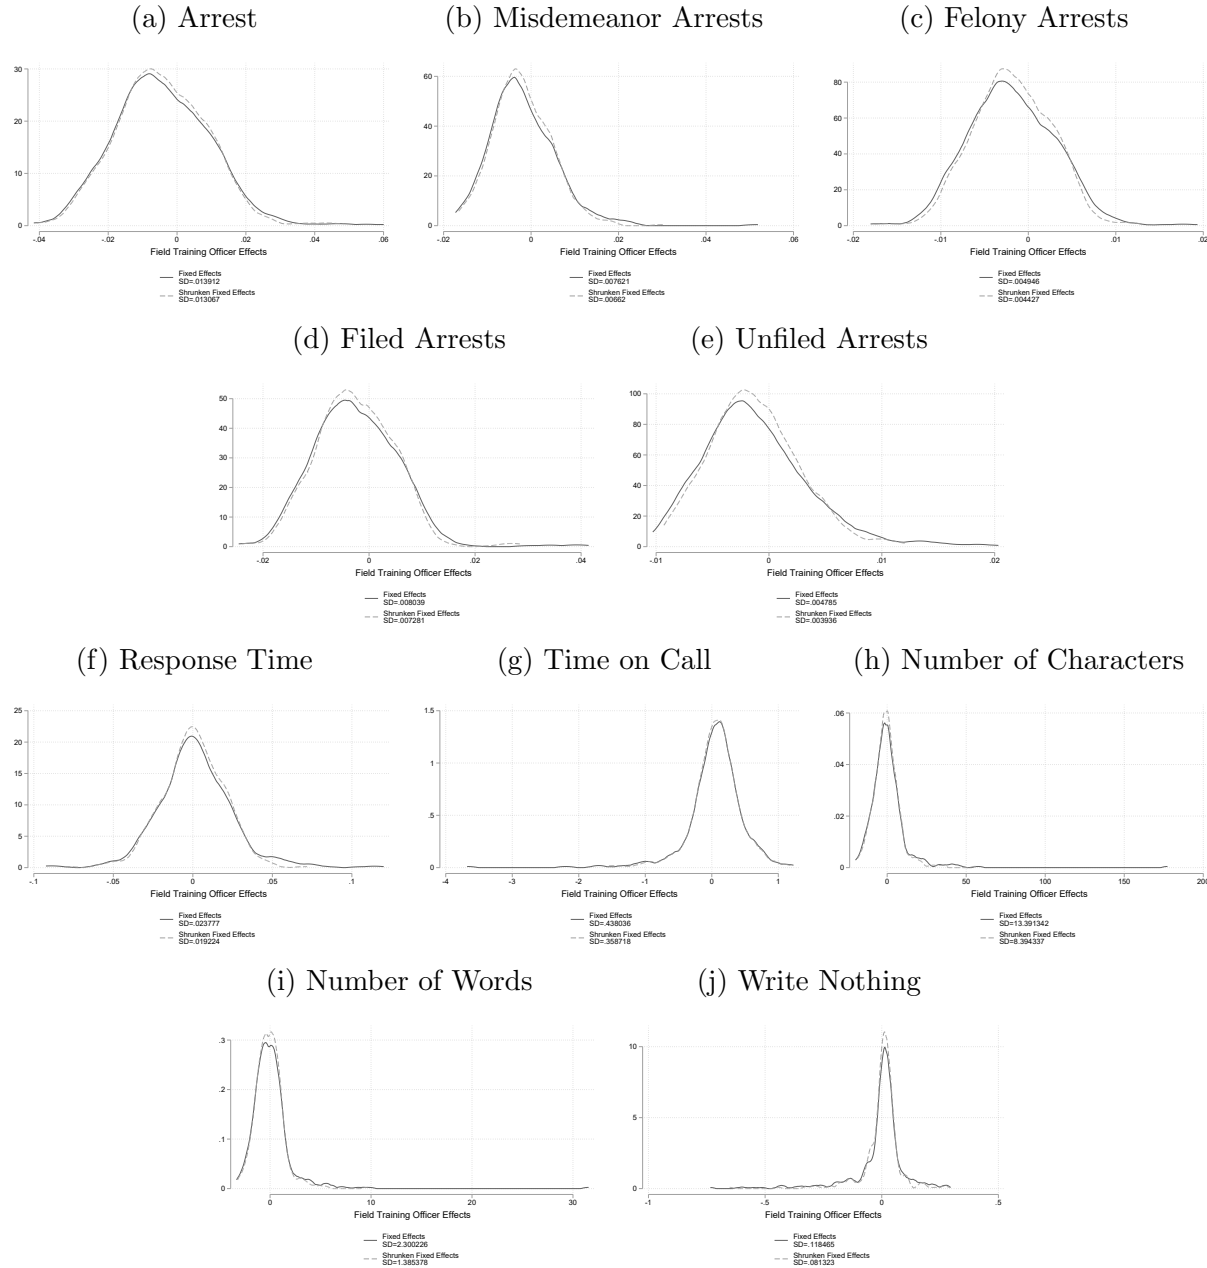 (a) Arrest
(b) Misdemeanor Arrests
(c) Felony Arrests
30
20
10
0
-.04
-.02
0
.02
.04
.06
Field Training Officer Effects
Fixed Effects
SD=.013912
Shrunken Fixed Effects
SD=.013067
60
40
20
0
-.02
0
.02
.04
.06
Field Training Officer Effects
Fixed Effects
SD=.007621
Shrunken Fixed Effects
SD=.00662
80
60
40
20
0
-.02
-.01
0
.01
.02
Field Training Officer Effects
Fixed Effects
SD=.004946
Shrunken Fixed Effects
SD=.004427
(d) Filed Arrests
(e) Unfiled Arrests
50
40
30
20
10
0
-.02
0
.02
.04
Field Training Officer Effects
Fixed Effects
SD=.008039
Shrunken Fixed Effects
SD=.007281
100
80
60
40
20
0
-.01
0
.01
.02
Field Training Officer Effects
Fixed Effects
SD=.004785
Shrunken Fixed Effects
SD=.003936
(f) Response Time
(g) Time on Call
(h) Number of Characters
25
20
15
10
5
0
-.1
-.05
0
.05
.1
Field Training Officer Effects
Fixed Effects
SD=.023777
Shrunken Fixed Effects
SD=.019224
1.5
1
.5
0
-4
-3
-2
-1
0
1
Field Training Officer Effects
Fixed Effects
SD=.438036
Shrunken Fixed Effects
SD=.358718
.06
.04
.02
0
0
50
100
150
200
Field Training Officer Effects
Fixed Effects
SD=13.391342
Shrunken Fixed Effects
SD=8.394337
(i) Number of Words
(j) Write Nothing
.3
.2
.1
0
0
10
20
30
Field Training Officer Effects
Fixed Effects
SD=2.300226
Shrunken Fixed Effects
SD=1.385378
10
5
0
-1
-.5
0
.5
Field Training Officer Effects
Fixed Effects
SD=.118465
Shrunken Fixed Effects
SD=.081323